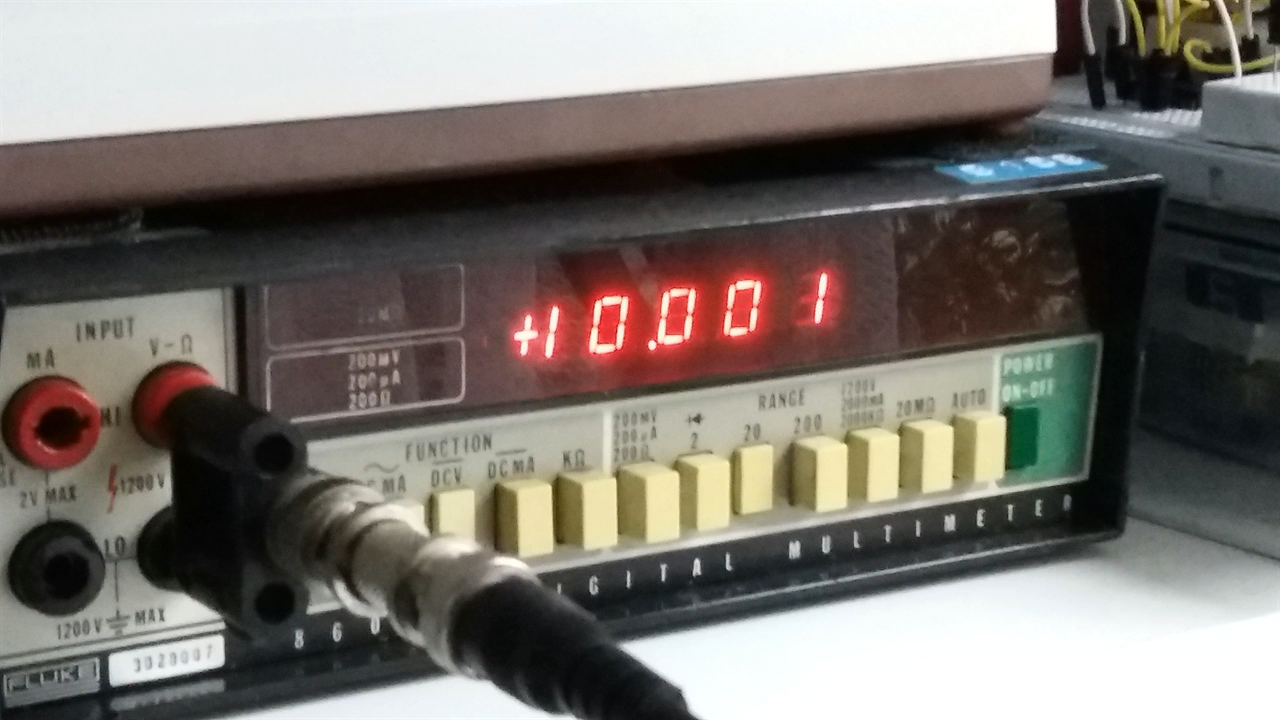 +10.001
200mV
200µA
200Ω
INPUT
MA
V-Ω
2V MAX
1200V
LO
1200V MAX
3020007
FLUKE
FUNCTION
DCV
DCMA
KΩ
RANGE
200MV
200µA
200Ω
2
20
200
1200V
2000MA
2000KΩ
20MΩ
AUTO
POWER
ON-OFF
DIGITAL MULTIMETER
860